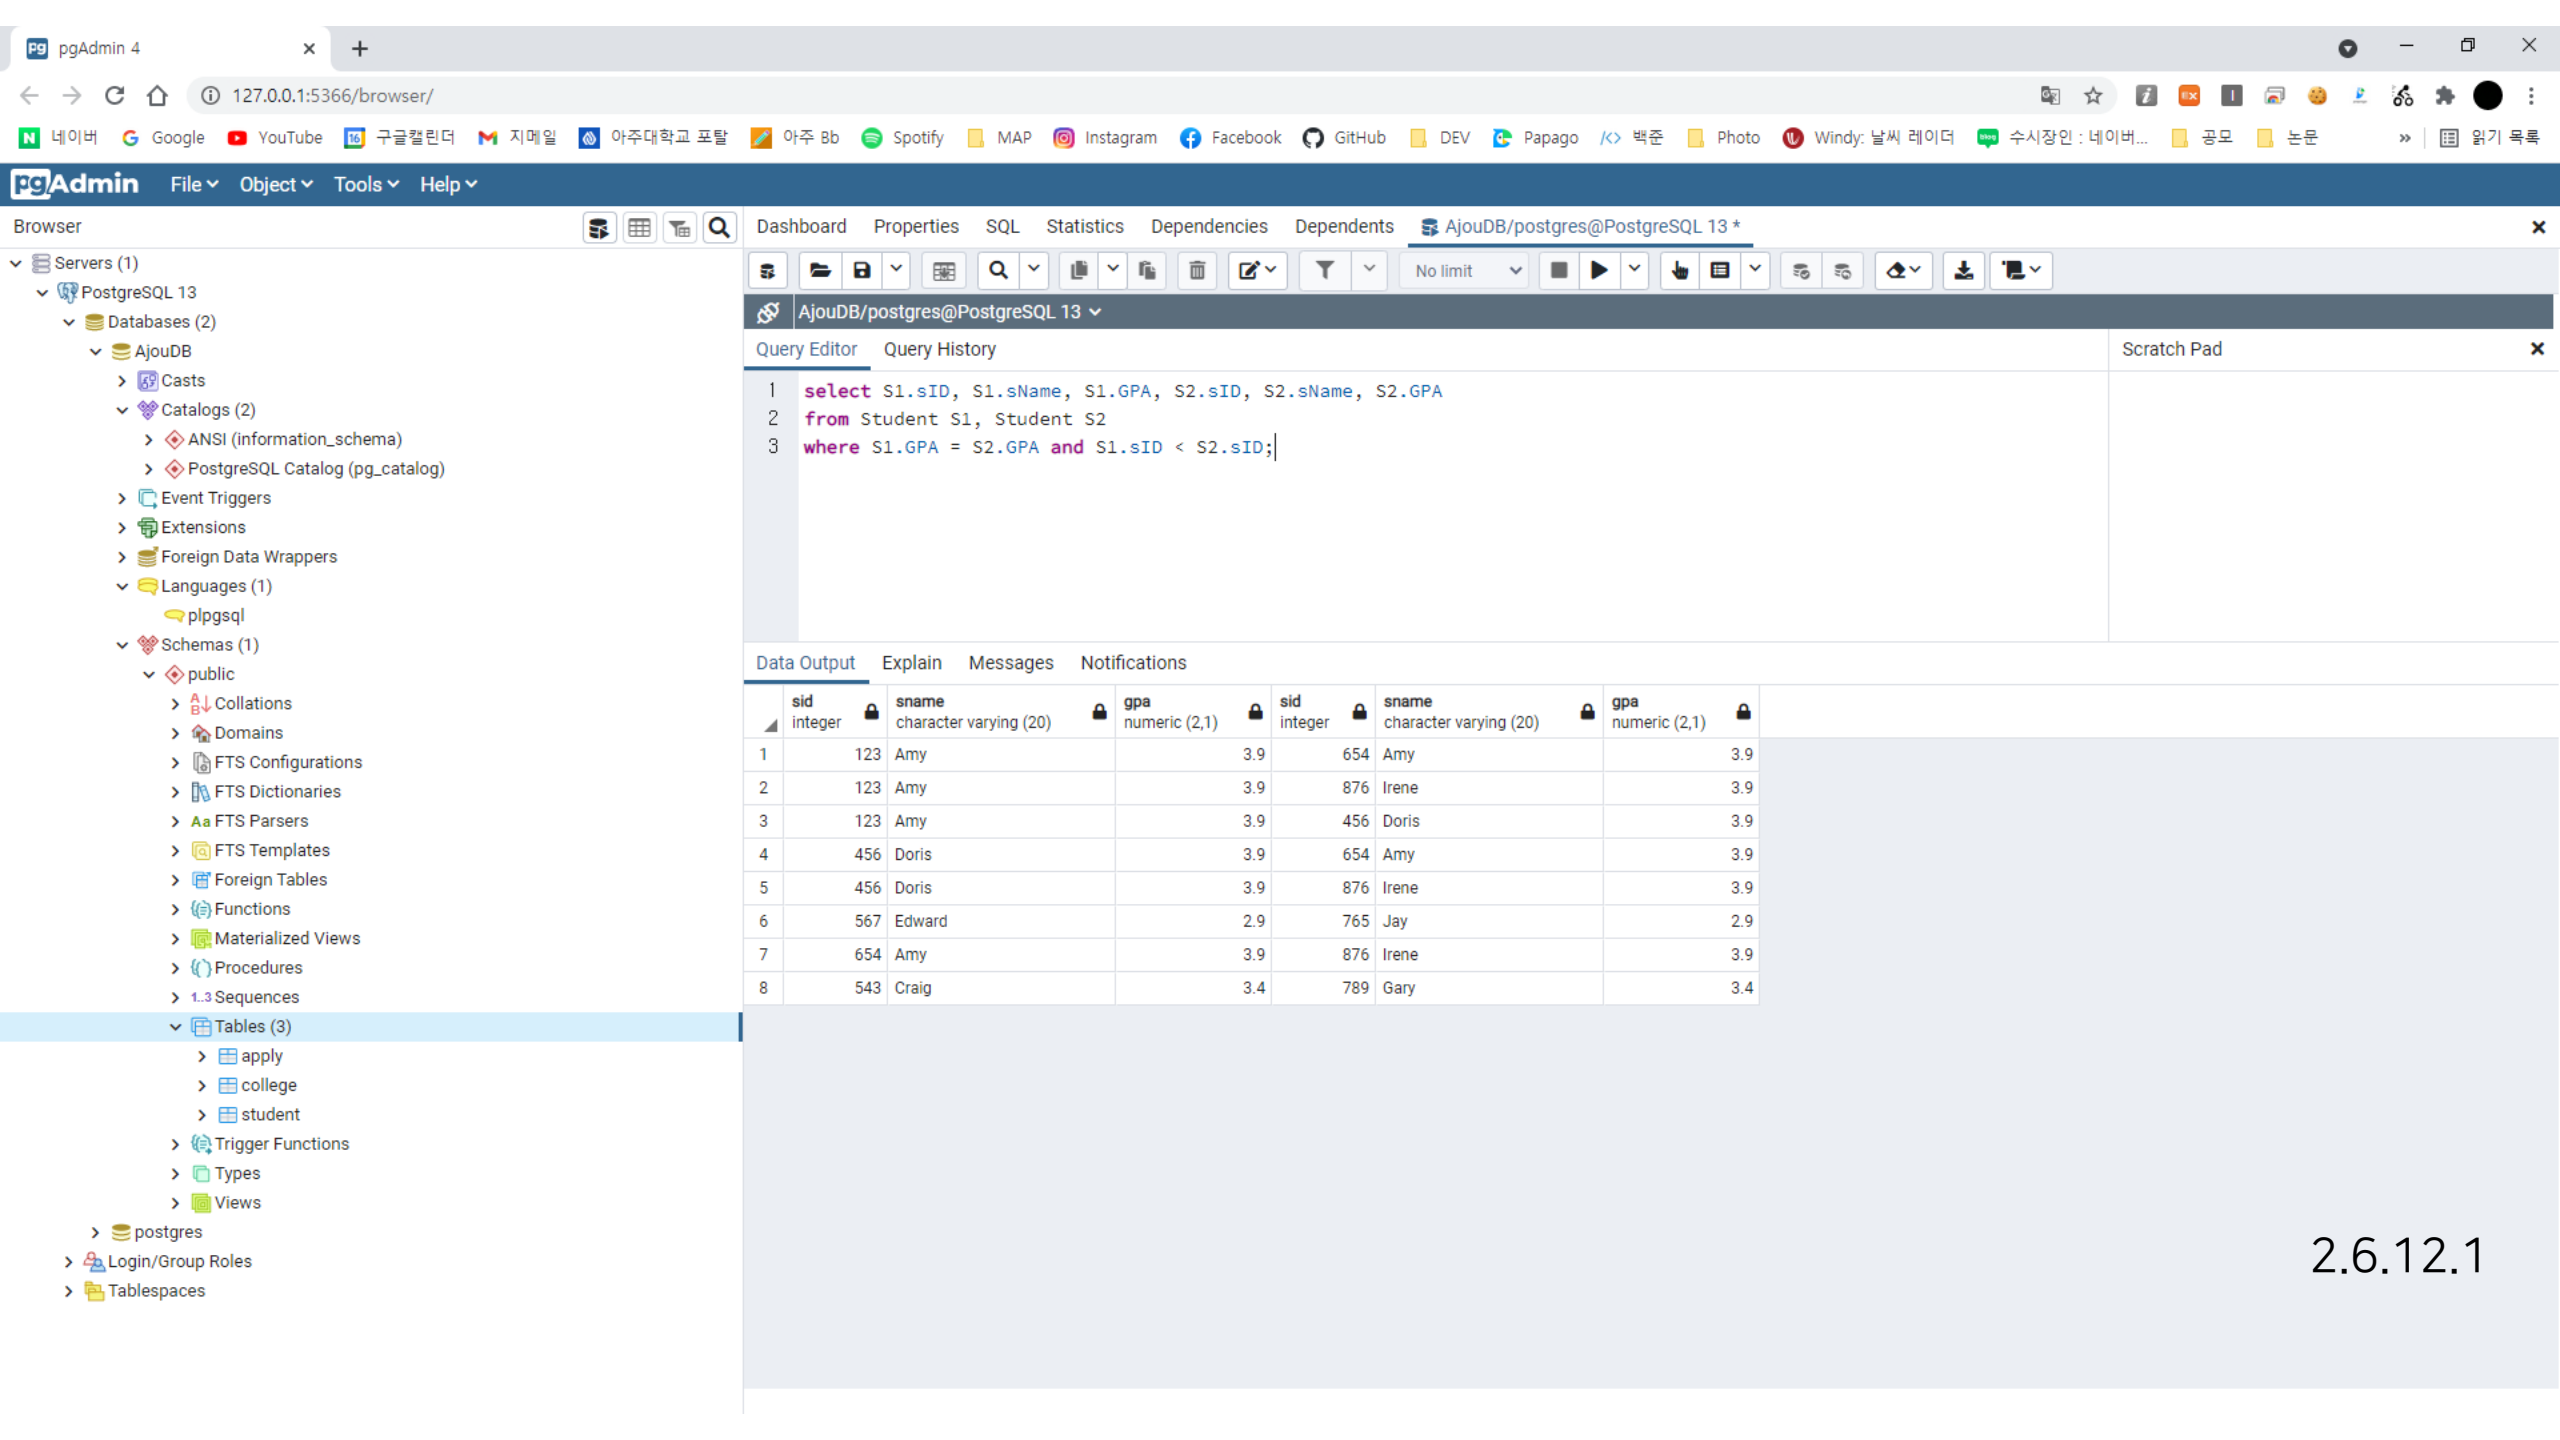 pgAdmin 4
127.0.0.1:5366/browser/
네이버 Google YouTube 구글캘린더 지메일 아주대학교 포탈 아주 Bb Spotify MAP Instagram Facebook GitHub DEV Papago 백준 Photo Windy: 날씨 레이더 수시장인 : 네이버... 공모 논문 » 읽기 목록
pgAdmin File Object Tools Help
Browser
Dashboard Properties SQL Statistics Dependencies Dependents AjouDB/postgres@PostgreSQL 13 *
No limit
AjouDB/postgres@PostgreSQL 13
Query Editor Query History
Scratch Pad
1 select S1.sID, S1.sName, S1.GPA, S2.sID, S2.sName, S2.GPA
2 from Student S1, Student S2
3 where S1.GPA = S2.GPA and S1.sID < S2.sID;
Servers (1)
PostgreSQL 13
Databases (2)
AjouDB
Casts
Catalogs (2)
ANSI (information_schema)
PostgreSQL Catalog (pg_catalog)
Event Triggers
Extensions
Foreign Data Wrappers
Languages (1)
plpgsql
Schemas (1)
public
Collations
Domains
FTS Configurations
FTS Dictionaries
FTS Parsers
FTS Templates
Foreign Tables
Functions
Materialized Views
Procedures
1..3 Sequences
Tables (3)
apply
college
student
Trigger Functions
Types
Views
postgres
Login/Group Roles
Tablespaces
Data Output Explain Messages Notifications
sid sname gpa sid sname gpa
integer character varying (20) numeric (2,1) integer character varying (20) numeric (2,1)
1 123 Amy 3.9 654 Amy 3.9
2 123 Amy 3.9 876 Irene 3.9
3 123 Amy 3.9 456 Doris 3.9
4 456 Doris 3.9 654 Amy 3.9
5 456 Doris 3.9 876 Irene 3.9
6 567 Edward 2.9 765 Jay 2.9
7 654 Amy 3.9 876 Irene 3.9
8 543 Craig 3.4 789 Gary 3.4
2.6.12.1